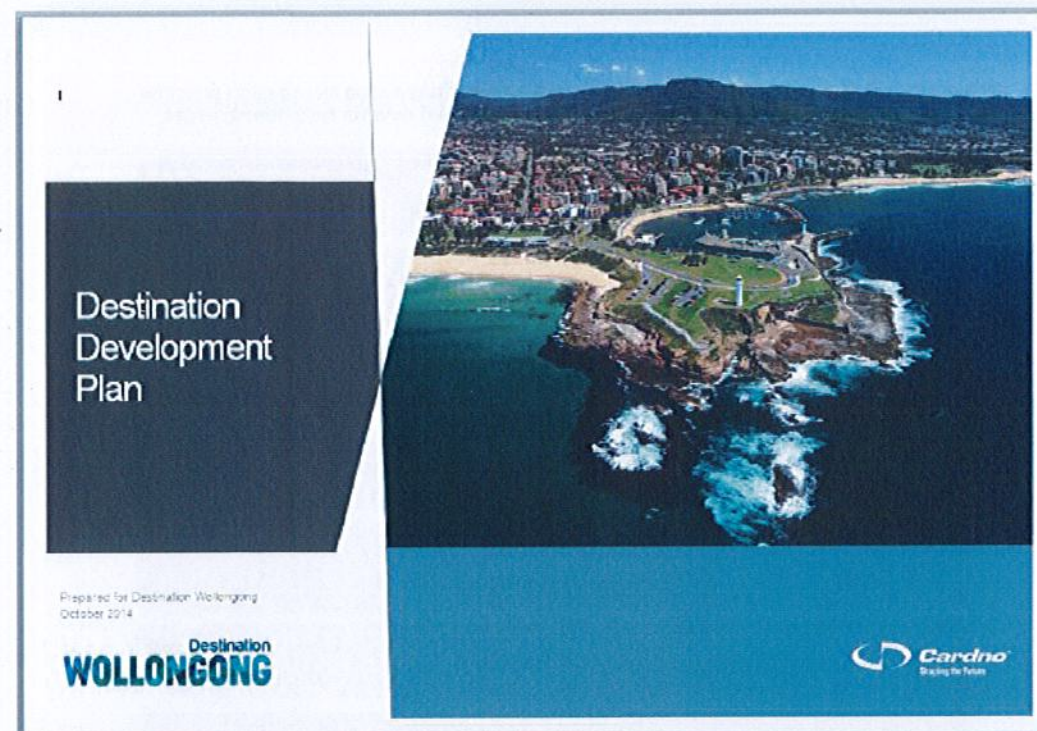 Destination
Development
Plan
Prepared for Destination Wollongong
October 2014
Destination
WOLLONGONG
Cardno
Shaping the Future